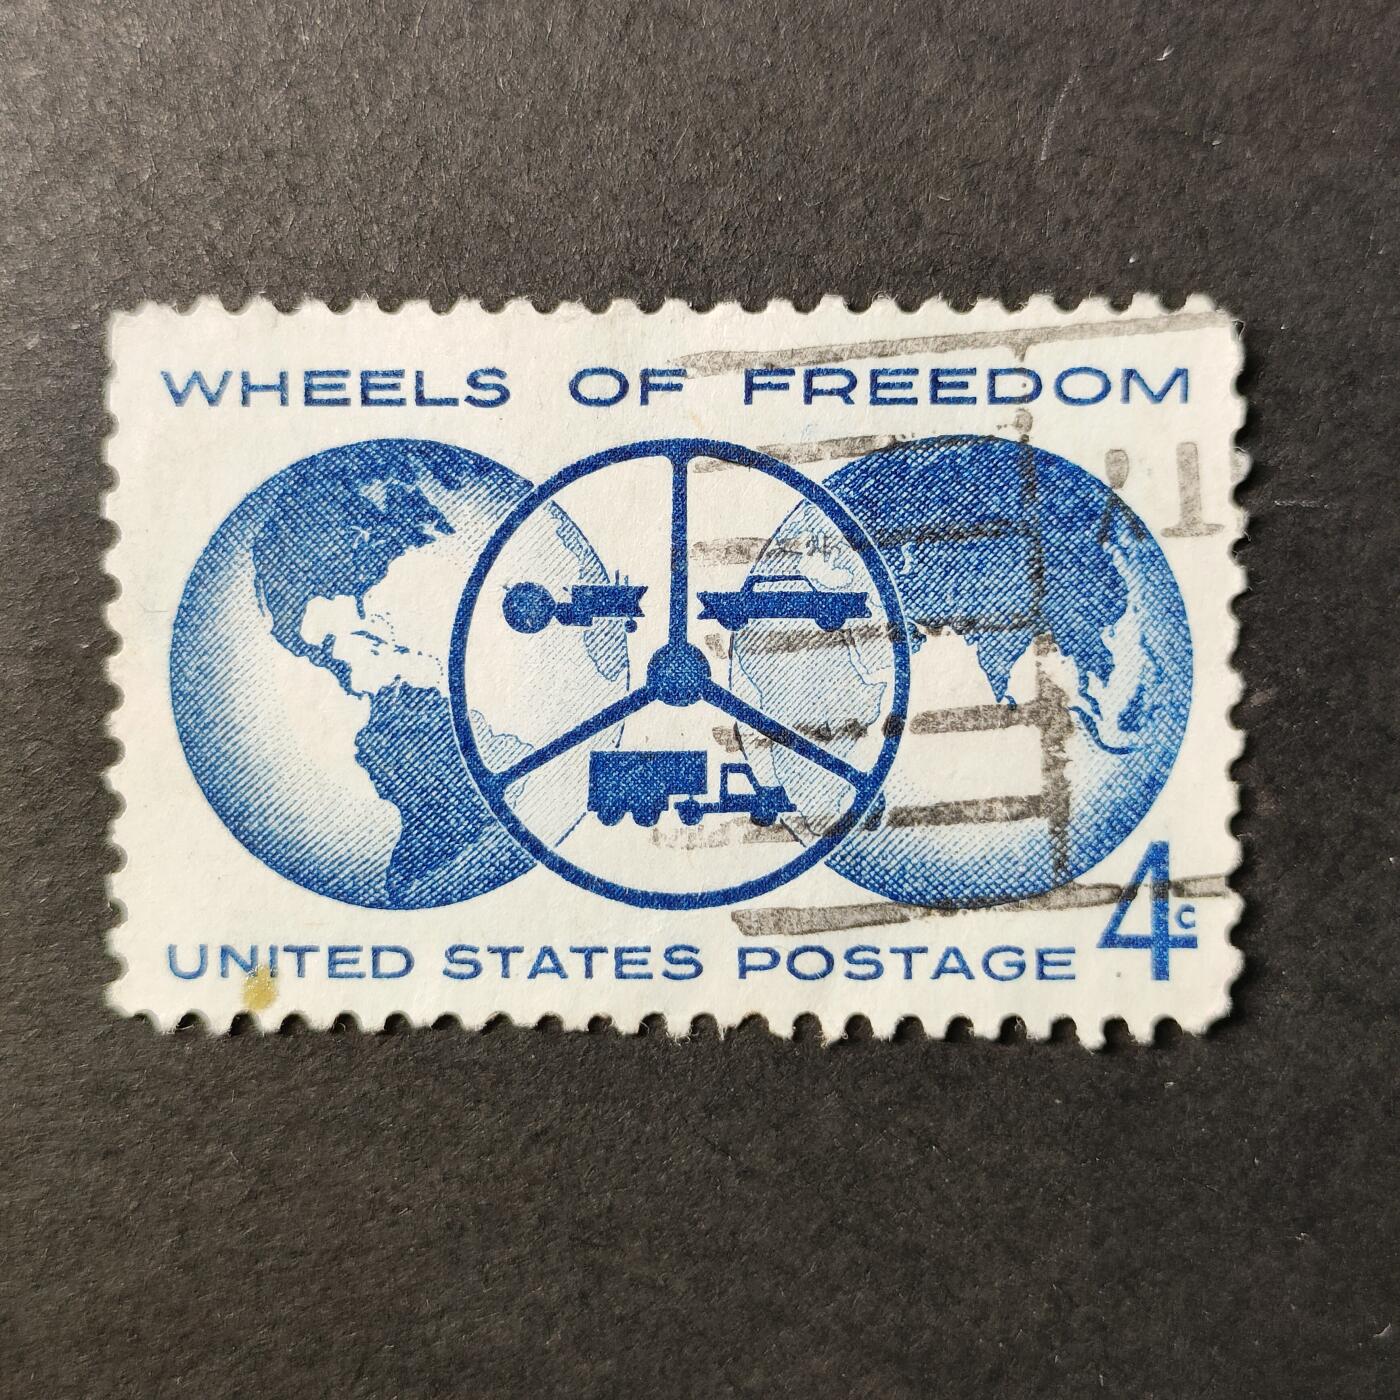 WHEELS OF FREEDOM
UNITED STATES POSTAGE 4c